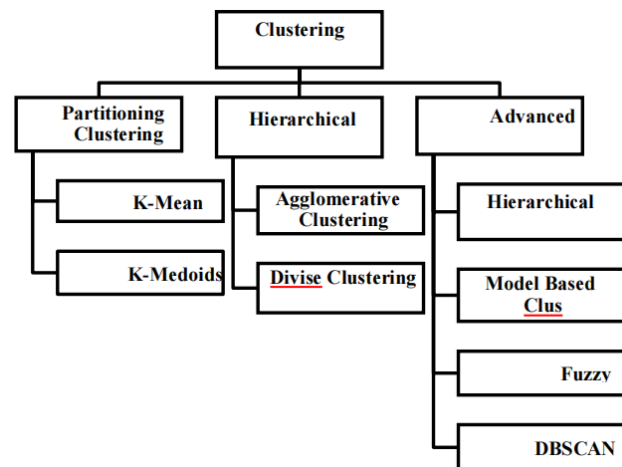 Clustering
Partitioning
Clustering
Hierarchical
Advanced
K-Mean
Agglomerative
Clustering
Hierarchical
K-Medoids
Divise Clustering
Model Based
Clus
Fuzzy
DBSCAN